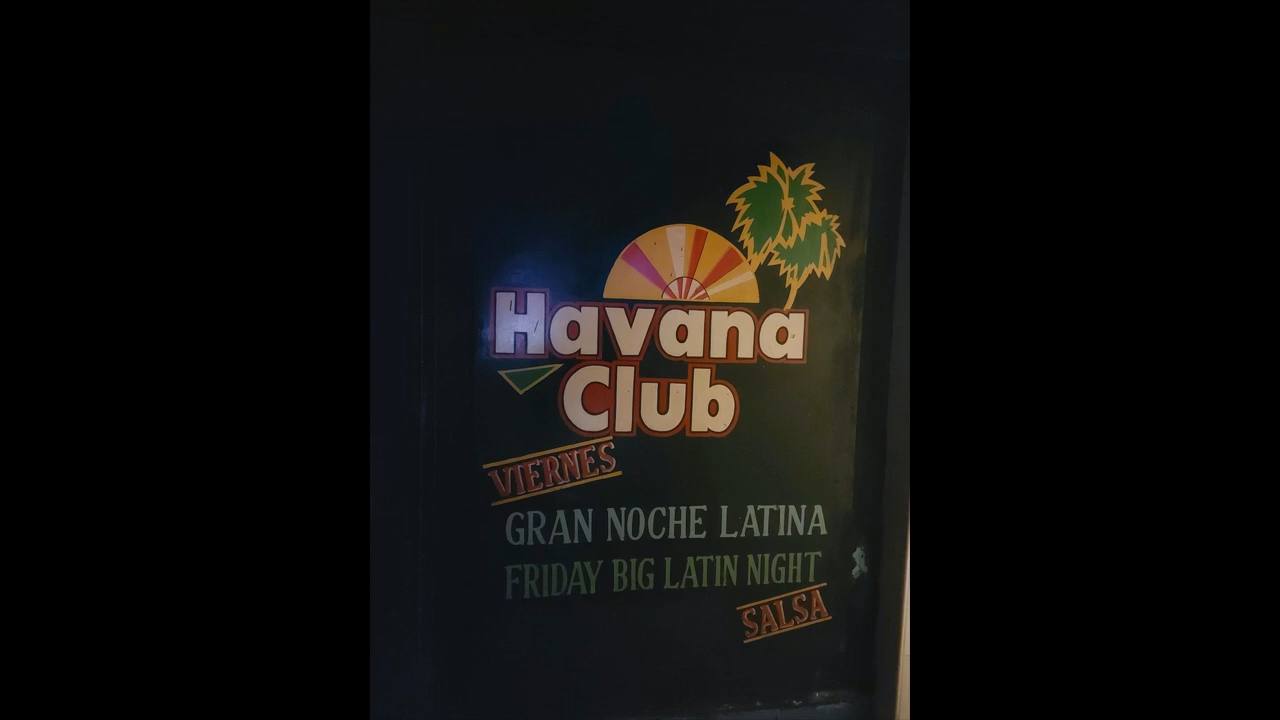 Havana
Club
VIERNES
GRAN NOCHE LATINA
FRIDAY BIG LATIN NIGHT
SALSA